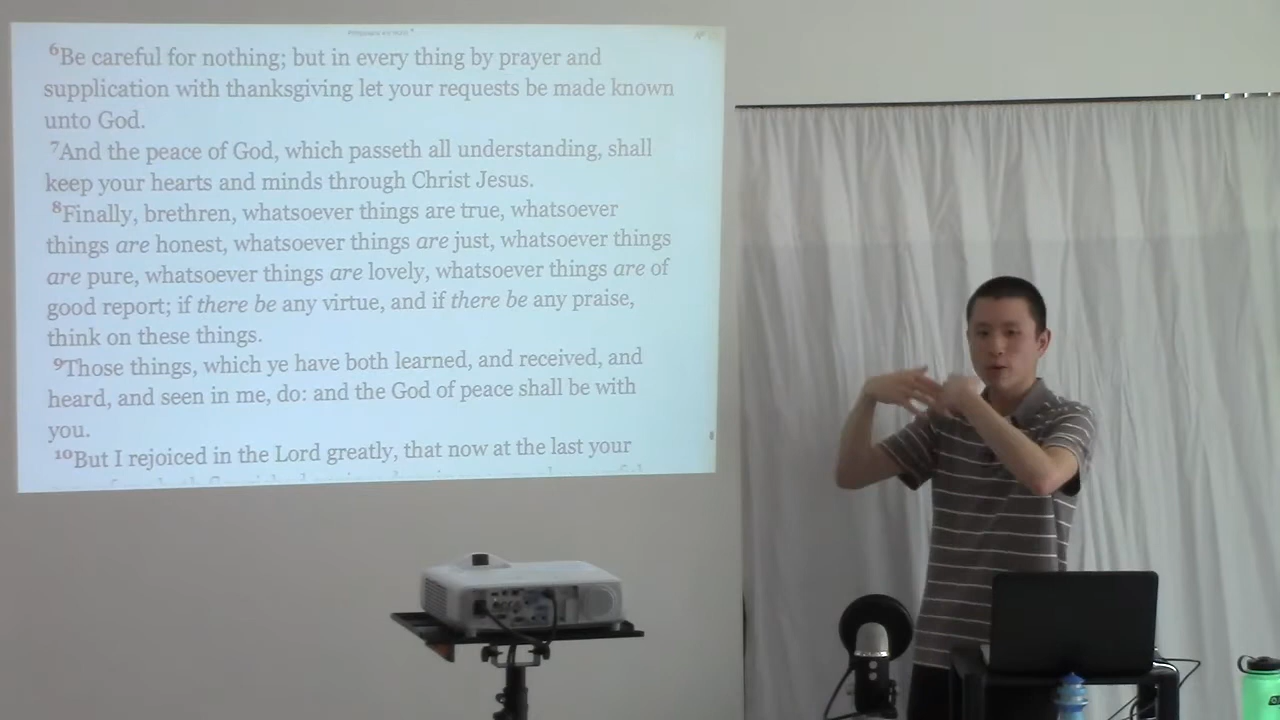 ⁶Be careful for nothing; but in every thing by prayer and
supplication with thanksgiving let your requests be made known
unto God.
⁷And the peace of God, which passeth all understanding, shall
keep your hearts and minds through Christ Jesus.
⁸Finally, brethren, whatsoever things are true, whatsoever
things are honest, whatsoever things are just, whatsoever things
are pure, whatsoever things are lovely, whatsoever things are of
good report; if there be any virtue, and if there be any praise,
think on these things.
⁹Those things, which ye have both learned, and received, and
heard, and seen in me, do: and the God of peace shall be with
you.
¹⁰But I rejoiced in the Lord greatly, that now at the last your